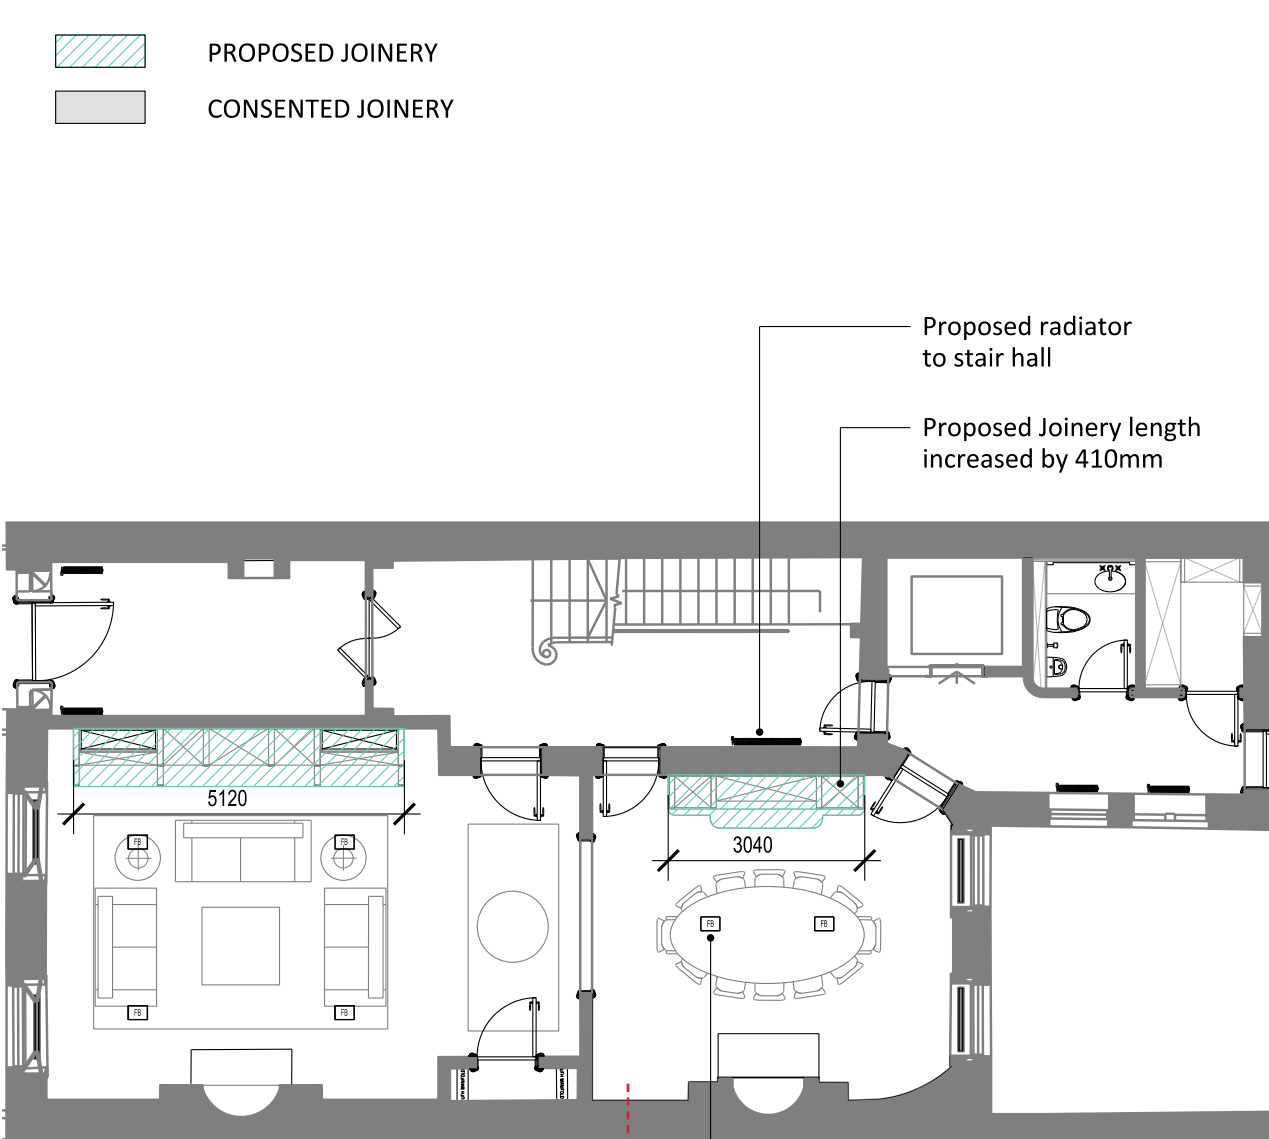 PROPOSED JOINERY
CONSENTED JOINERY
Proposed radiator
to stair hall
Proposed Joinery length
increased by 410mm
5120
3040
FB
FB
FB
FB
FB
FB